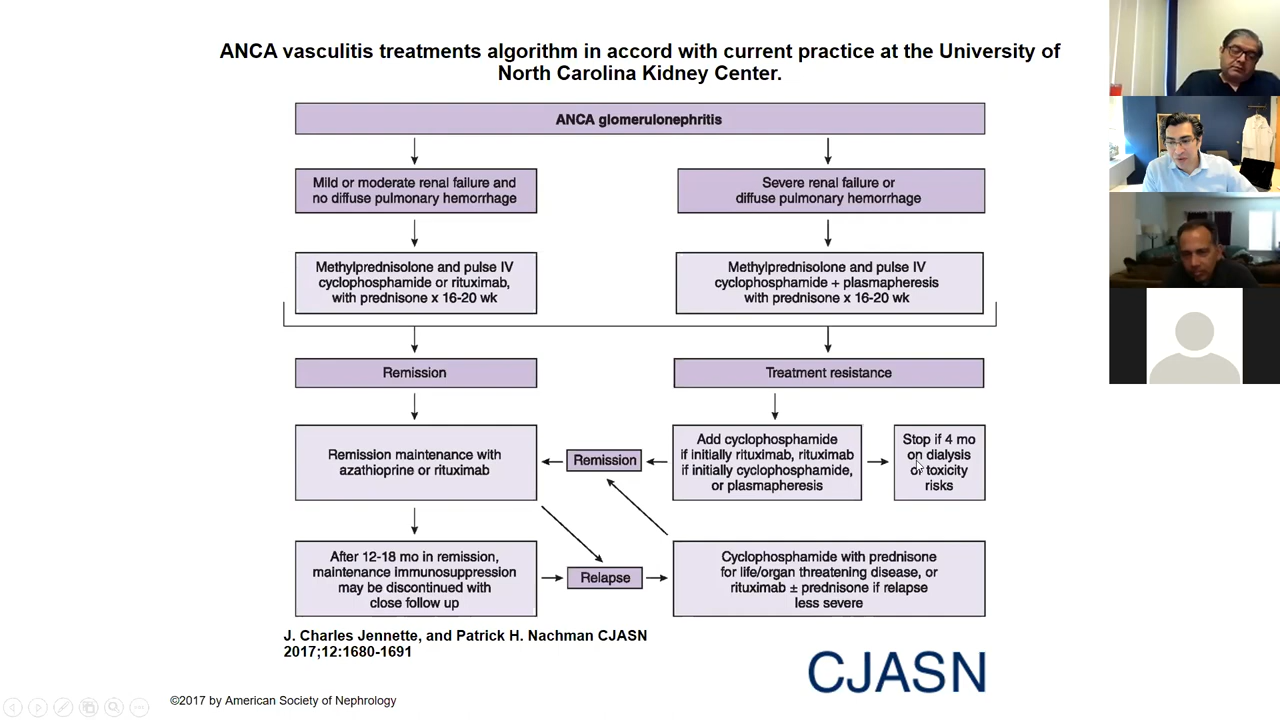 ANCA vasculitis treatments algorithm in accord with current practice at the University of
North Carolina Kidney Center.
ANCA glomerulonephritis
Mild or moderate renal failure and
no diffuse pulmonary hemorrhage
Severe renal failure or
diffuse pulmonary hemorrhage
Methylprednisolone and pulse IV
cyclophosphamide or rituximab,
with prednisone x 16-20 wk
Methylprednisolone and pulse IV
cyclophosphamide + plasmapheresis
with prednisone x 16-20 wk
Remission
Treatment resistance
Remission maintenance with
azathioprine or rituximab
Remission
Add cyclophosphamide
if initially rituximab, rituximab
if initially cyclophosphamide,
or plasmapheresis
Stop if 4 mo
on dialysis
or toxicity
risks
After 12-18 mo in remission,
maintenance immunosuppression
may be discontinued with
close follow up
Relapse
Cyclophosphamide with prednisone
for life/organ threatening disease, or
rituximab ± prednisone if relapse
less severe
J. Charles Jennette, and Patrick H. Nachman CJASN
2017;12:1680-1691
CJASN
©2017 by American Society of Nephrology